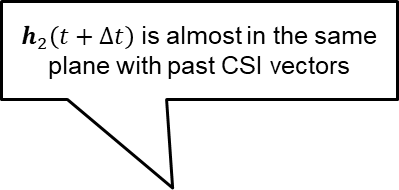 𝒉₂(𝑡 + Δ𝑡) is almost in the same
plane with past CSI vectors